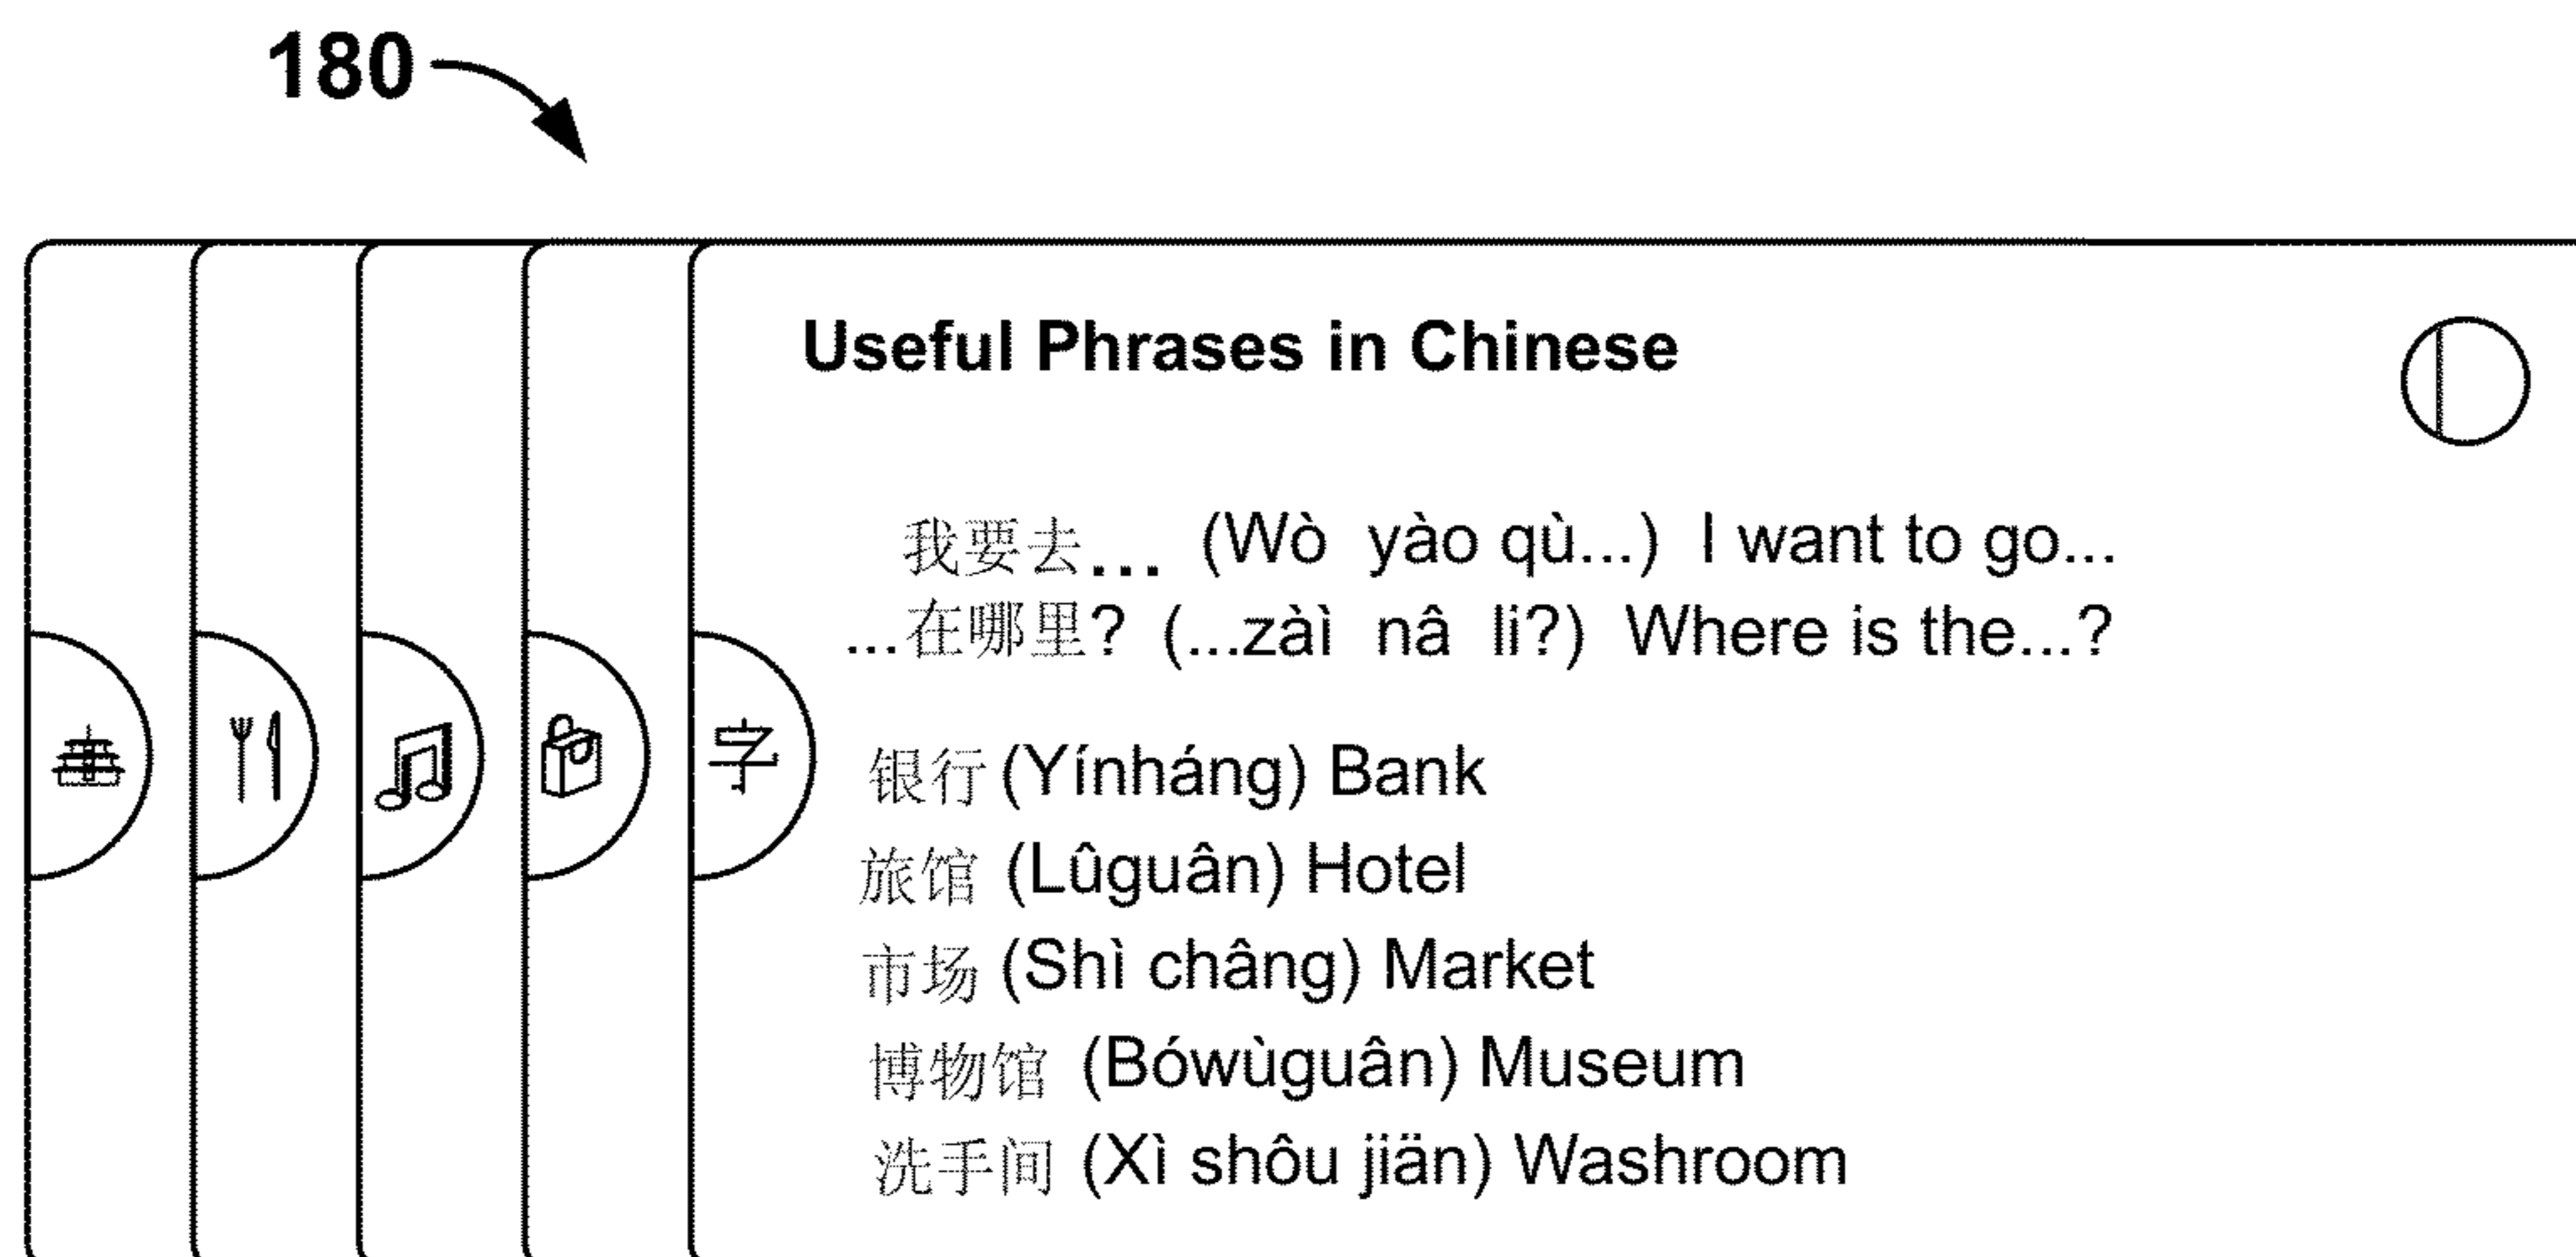 180
Useful Phrases in Chinese
我要去... (Wò yào qù...) I want to go...
...在哪里? (...zàì nâ li?) Where is the...?
字
银行 (Yínháng) Bank
旅馆 (Lûguân) Hotel
市场 (Shì châng) Market
博物馆 (Bówùguân) Museum
洗手间 (Xì shôu jiän) Washroom